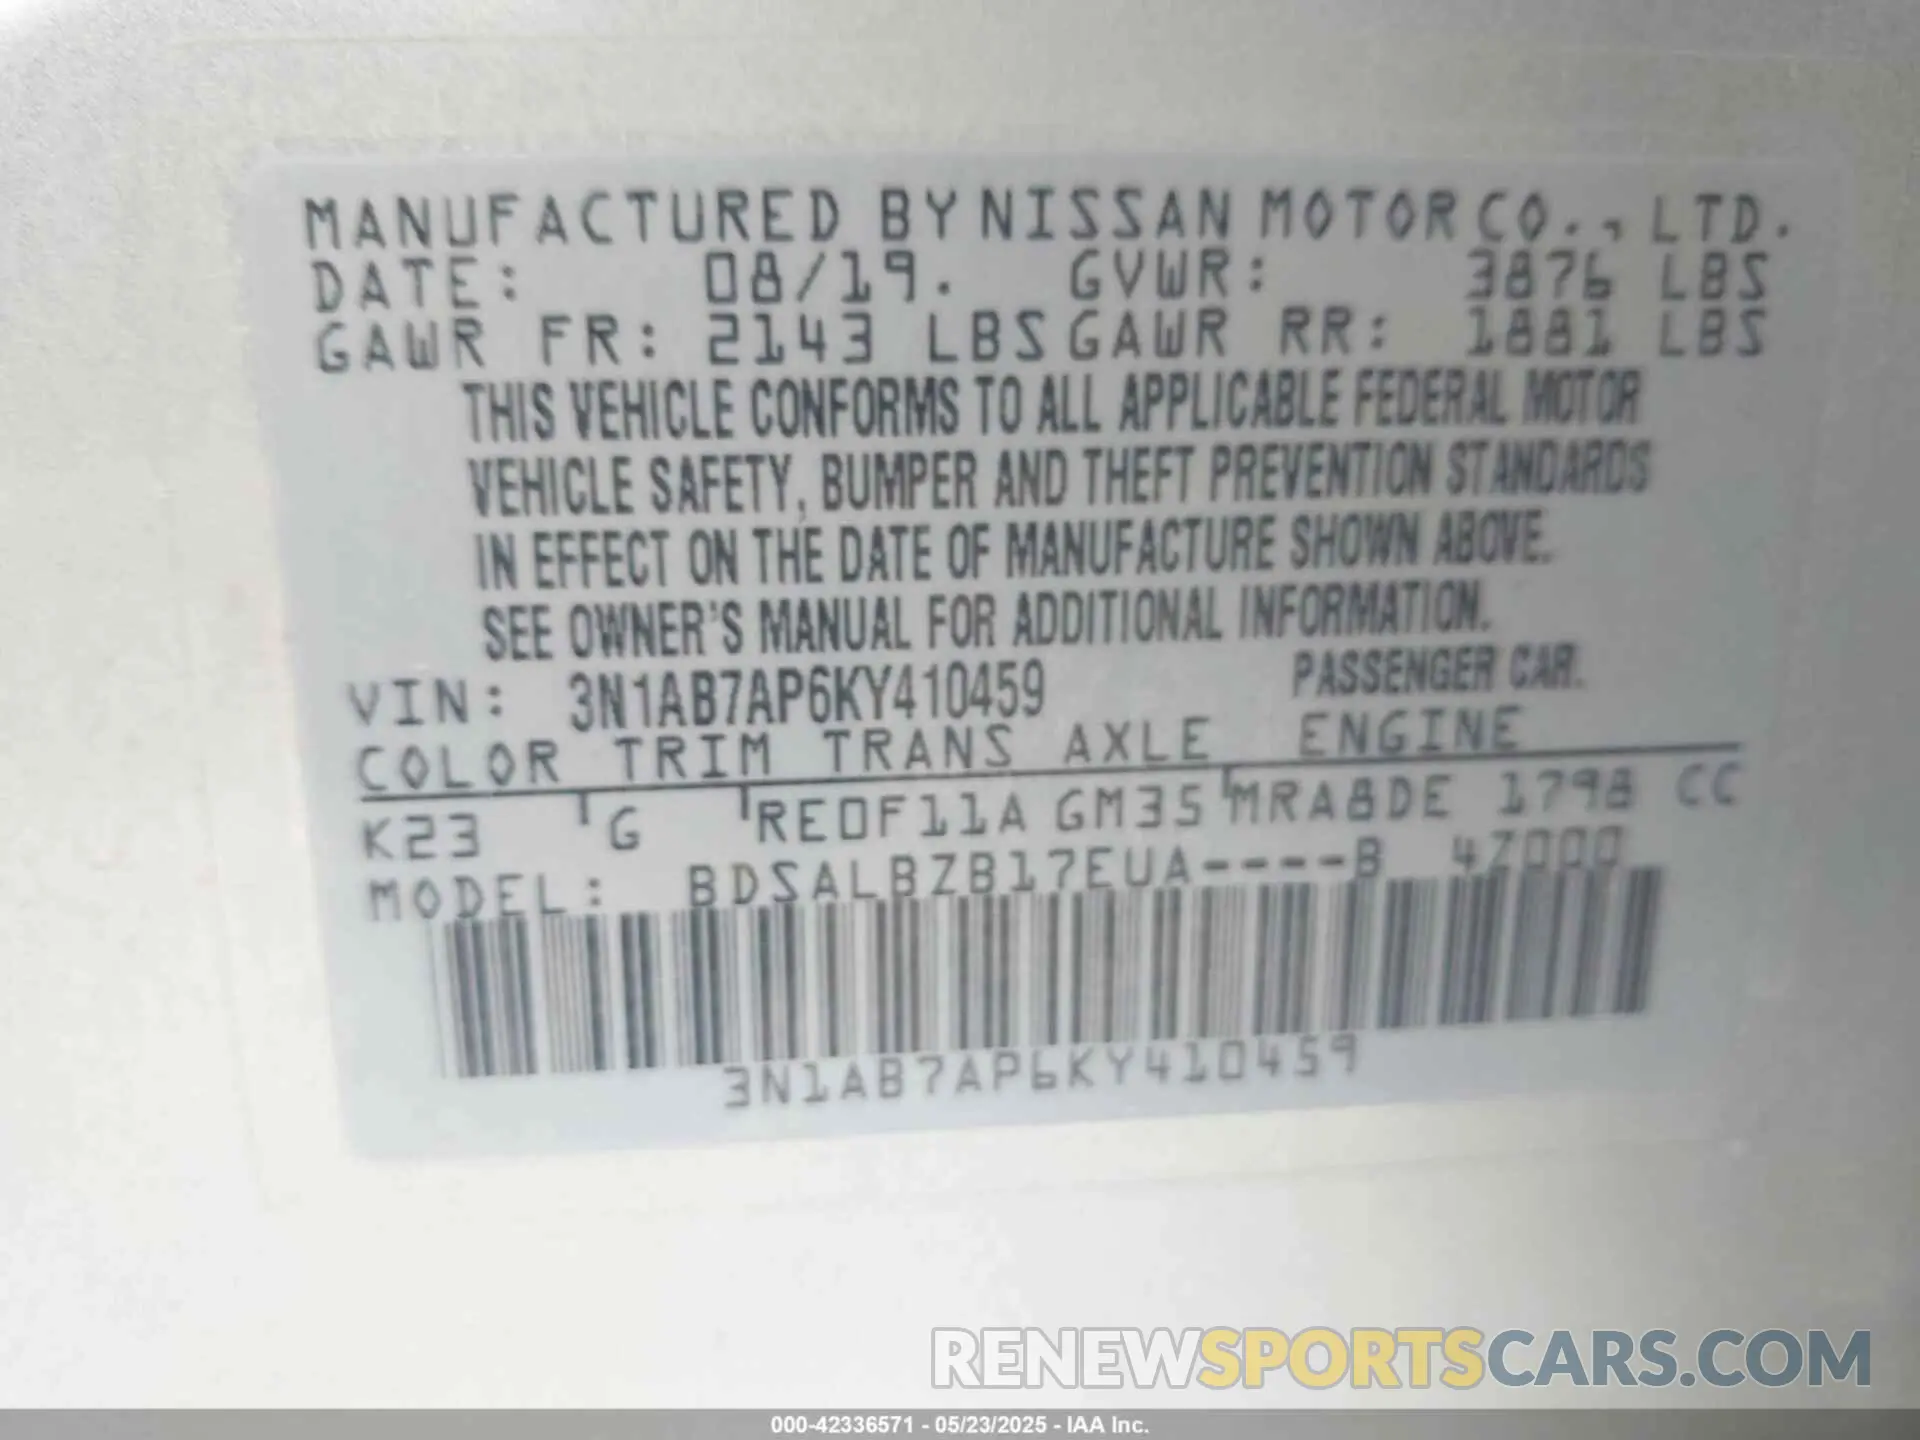 MANUFACTURED BY NISSAN MOTOR CO., LTD.
DATE: 08/19. GVWR: 3876 LBS
GAWR FR: 2143 LBS GAWR RR: 1881 LBS
THIS VEHICLE CONFORMS TO ALL APPLICABLE FEDERAL MOTOR
VEHICLE SAFETY, BUMPER AND THEFT PREVENTION STANDARDS
IN EFFECT ON THE DATE OF MANUFACTURE SHOWN ABOVE.
SEE OWNER'S MANUAL FOR ADDITIONAL INFORMATION.
VIN: 3N1AB7AP6KY410459 PASSENGER CAR.
COLOR TRIM TRANS AXLE ENGINE
K23 G RE0F11A GM35 MRA8DE 1798 CC
MODEL: BDSALBZB17EUA----B 4Z000
3N1AB7AP6KY410459
RENEWSPORTSCARS.COM
000-42336571 - 05/23/2025 - IAA Inc.